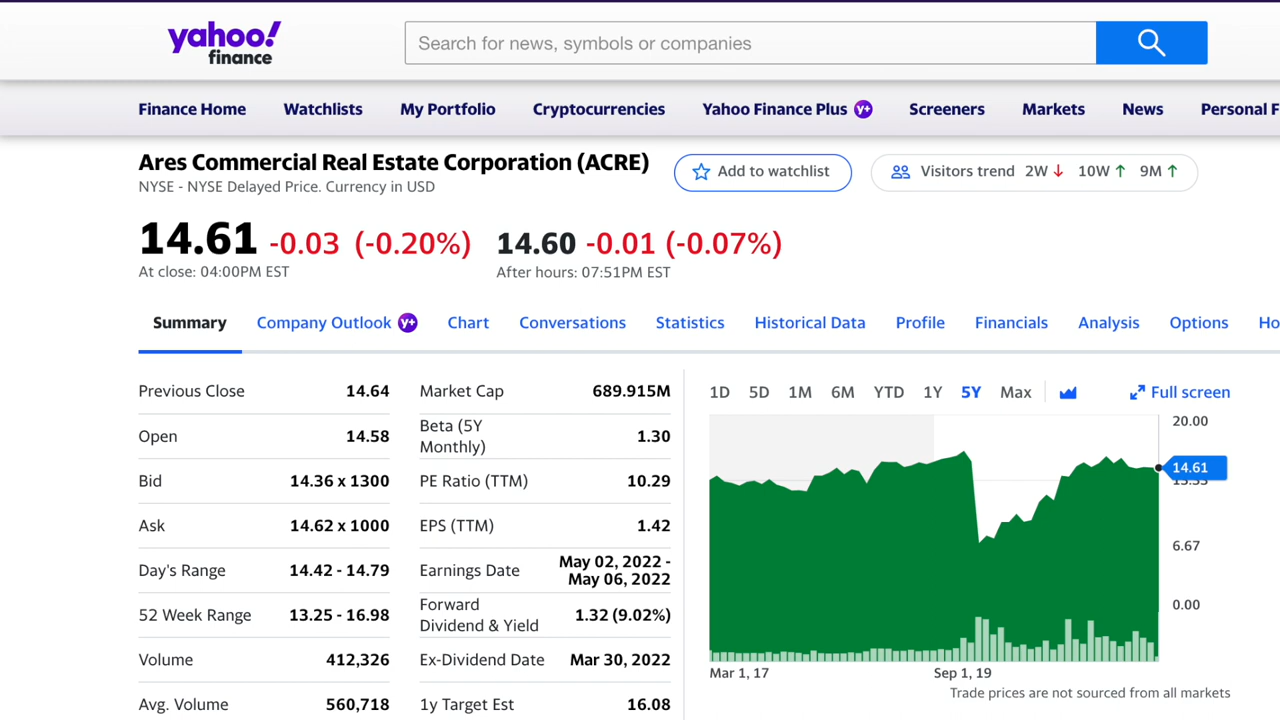 yahoo!
finance
Search for news, symbols or companies
Finance Home Watchlists My Portfolio Cryptocurrencies Yahoo Finance Plus y+ Screeners Markets News Personal F
Ares Commercial Real Estate Corporation (ACRE)
NYSE - NYSE Delayed Price. Currency in USD
Add to watchlist
Visitors trend 2W ↓ 10W ↑ 9M ↑
14.61 -0.03 (-0.20%) 14.60 -0.01 (-0.07%)
At close: 04:00PM EST After hours: 07:51PM EST
Summary Company Outlook y+ Chart Conversations Statistics Historical Data Profile Financials Analysis Options Ho
Previous Close 14.64
Open 14.58
Bid 14.36 x 1300
Ask 14.62 x 1000
Day's Range 14.42 - 14.79
52 Week Range 13.25 - 16.98
Volume 412,326
Avg. Volume 560,718
Market Cap 689.915M
Beta (5Y
Monthly) 1.30
PE Ratio (TTM) 10.29
EPS (TTM) 1.42
Earnings Date May 02, 2022 -
May 06, 2022
Forward
Dividend & Yield 1.32 (9.02%)
Ex-Dividend Date Mar 30, 2022
1y Target Est 16.08
1D 5D 1M 6M YTD 1Y 5Y Max Full screen
20.00
14.61
6.67
0.00
Mar 1, 17 Sep 1, 19
Trade prices are not sourced from all markets